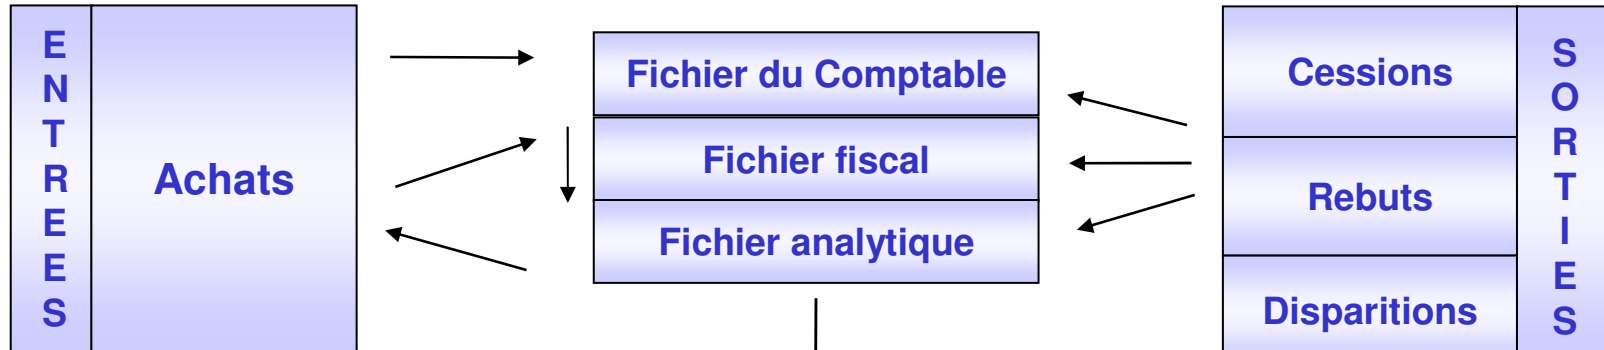 ENTREES
Achats
Fichier du Comptable
Fichier fiscal
Fichier analytique
Cessions
Rebuts
Disparitions
SORTIES